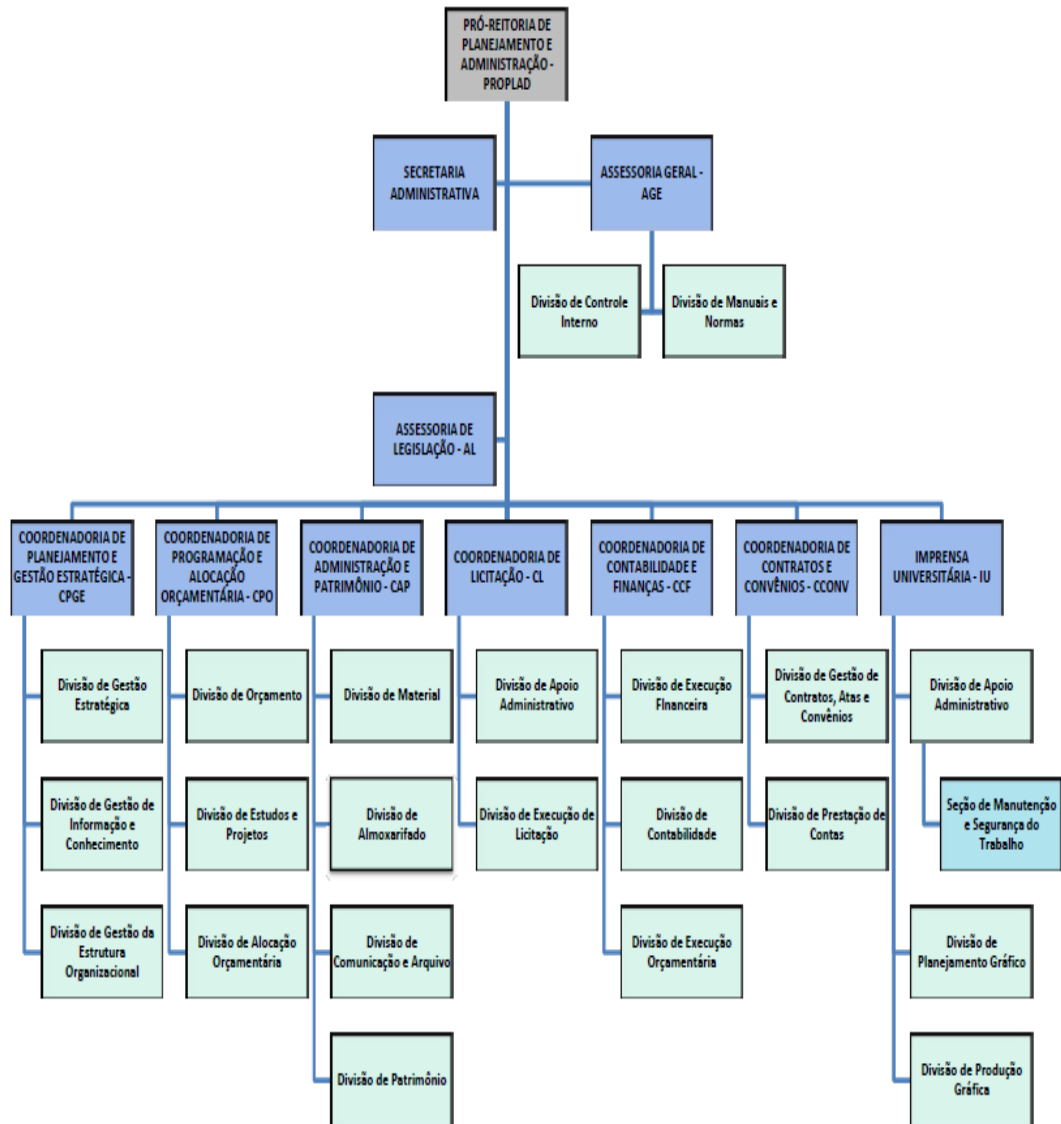 PRÓ-REITORIA DE
PLANEJAMENTO E
ADMINISTRAÇÃO -
PROPLAD
SECRETARIA
ADMINISTRATIVA
ASSESSORIA GERAL -
AGE
Divisão de Controle
Interno
Divisão de Manuais e
Normas
ASSESSORIA DE
LEGISLAÇÃO - AL
COORDENADORIA DE
PLANEJAMENTO E
GESTÃO ESTRATÉGICA -
CPGE
COORDENADORIA DE
PROGRAMAÇÃO E
ALOCAÇÃO
ORÇAMENTÁRIA - CPO
COORDENADORIA DE
ADMINISTRAÇÃO E
PATRIMÔNIO - CAP
COORDENADORIA DE
LICITAÇÃO - CL
COORDENADORIA DE
CONTABILIDADE E
FINANÇAS - CCF
COORDENADORIA DE
CONTRATOS E
CONVÊNIOS - CCONV
IMPRENSA
UNIVERSITÁRIA - IU
Divisão de Gestão
Estratégica
Divisão de Orçamento
Divisão de Material
Divisão de Apoio
Administrativo
Divisão de Execução
FInanceira
Divisão de Gestão de
Contratos, Atas e
Convênios
Divisão de Apoio
Administrativo
Divisão de Gestão de
Informação e
Conhecimento
Divisão de Estudos e
Projetos
Divisão de
Almoxarifado
Divisão de Execução de
Licitação
Divisão de
Contabilidade
Divisão de Prestação de
Contas
Seção de Manutenção
e Segurança do
Trabalho
Divisão de Gestão da
Estrutura
Organizacional
Divisão de Alocação
Orçamentária
Divisão de
Comunicação e Arquivo
Divisão de Execução
Orçamentária
Divisão de
Planejamento Gráfico
Divisão de Patrimônio
Divisão de Produção
Gráfica